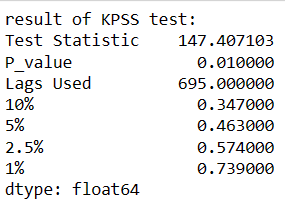 result of KPSS test:
Test Statistic 147.407103
P_value 0.010000
Lags Used 695.000000
10% 0.347000
5% 0.463000
2.5% 0.574000
1% 0.739000
dtype: float64